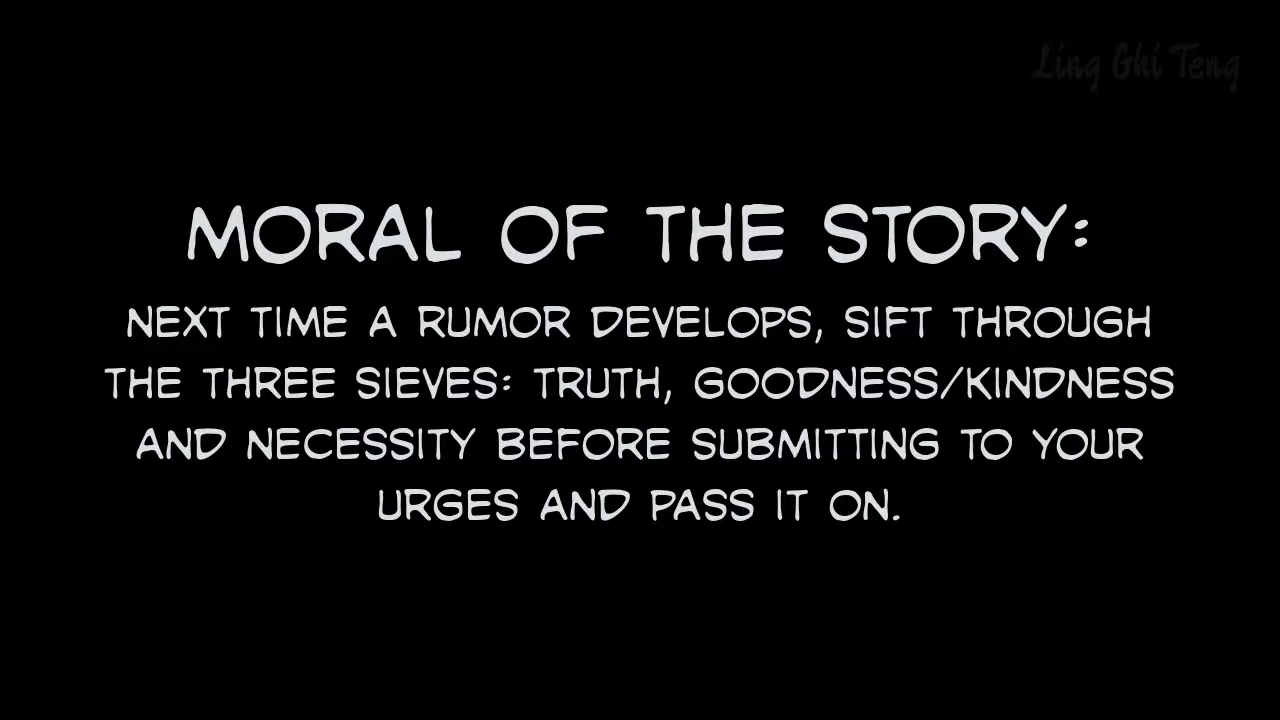 Ling Ghi Teng
MORAL OF THE STORY:
NEXT TIME A RUMOR DEVELOPS, SIFT THROUGH
THE THREE SIEVES: TRUTH, GOODNESS/KINDNESS
AND NECESSITY BEFORE SUBMITTING TO YOUR
URGES AND PASS IT ON.